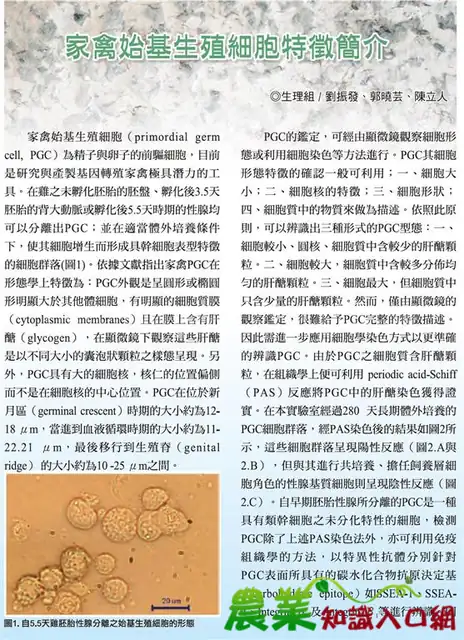 家禽始基生殖細胞特徵簡介
◎生理組 / 劉振發、郭曉芸、陳立人
家禽始基生殖細胞（primordial germ
cell, PGC）為精子與卵子的前驅細胞，目前
是研究與產製基因轉殖家禽極具潛力的工
具。在雞之未孵化胚胎的胚盤、孵化後3.5天
胚胎的背大動脈或孵化後5.5天時期的性腺均
可以分離出PGC；並在適當體外培養條件
下，使其細胞增生而形成具幹細胞表型特徵
的細胞群落(圖1)。依據文獻指出家禽PGC在
形態學上特徵為：PGC外觀呈圓形或橢圓
形明顯大於其他體細胞，有明顯的細胞質膜
（cytoplasmic membranes）且在膜上含有肝
醣（glycogen），在顯微鏡下觀察這些肝醣
是以不同大小的囊泡狀顆粒之樣態呈現。另
外，PGC具有大的細胞核，核仁的位置偏側
而不是在細胞核的中心位置。PGC在位於新
月區（germinal crescent）時期的大小約為12-
18 μm，當進到血液循環時期的大小約為11-
22.21 μm，最後移行到生殖脊（genital
ridge）的大小約為10 -25 μm之間。
20 um
圖1. 自5.5天雞胚胎性腺分離之始基生殖細胞的形態
PGC的鑑定，可經由顯微鏡觀察細胞形
態或利用細胞染色等方法進行。PGC其細胞
形態特徵的確認一般可利用；一、細胞大
小；二、細胞核的特徵；三、細胞形狀；
四、細胞質中的物質來做為描述。依照此原
則，可以辨識出三種形式的PGC型態：一、
細胞較小、圓核、細胞質中含較少的肝醣顆
粒。二、細胞較大，細胞質中含較多分佈均
勻的肝醣顆粒。三、細胞最大，但細胞質中
只含少量的肝醣顆粒。然而，僅由顯微鏡的
觀察鑑定，很難給予PGC完整的特徵描述。
因此需進一步應用細胞學染色方式以更準確
的辨識PGC。由於PGC之細胞質含肝醣顆
粒，在組織學上便可利用 periodic acid-Schiff
（PAS）反應將PGC中的肝醣染色獲得證
實。在本實驗室經過280 天長期體外培養的
PGC細胞群落，經PAS染色後的結果如圖2所
示，這些細胞群落呈現陽性反應（圖2.A與
2.B），但與其進行共培養、擔任飼養層細
胞角色的性腺基質細胞則呈現陰性反應（圖
2.C）。自早期胚胎性腺所分離的PGC是一種
具有類幹細胞之未分化特性的細胞，檢測
PGC除了上述PAS染色法外，亦可利用免疫
組織學的方法，以特異性抗體分別針對
PGC表面所具有的碳水化合物抗原決定基
epitope）如SSEA-1、SSEA-
及 等進行辨識
農業知識入口網